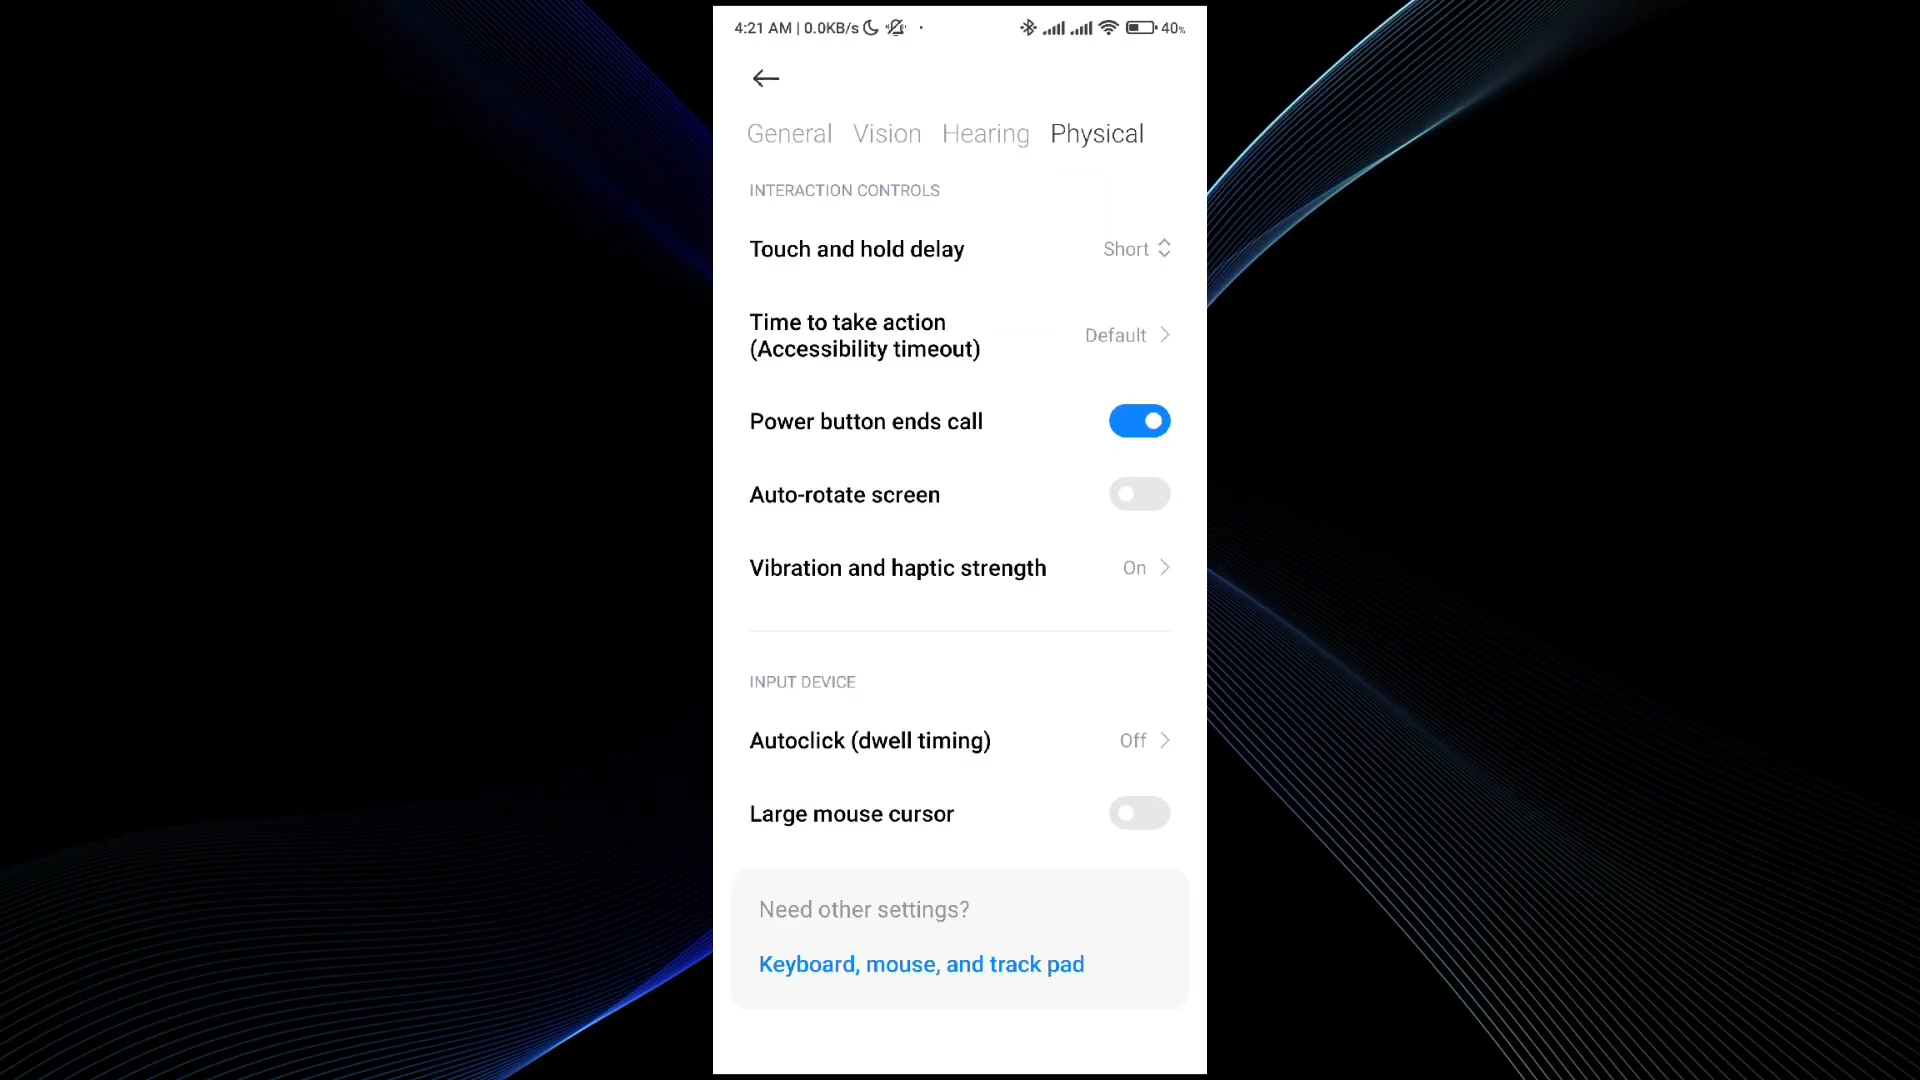 4:21 AM | 0.0KB/s 40%
General Vision Hearing Physical
INTERACTION CONTROLS
Touch and hold delay Short
Time to take action
(Accessibility timeout) Default
Power button ends call
Auto-rotate screen
Vibration and haptic strength On
INPUT DEVICE
Autoclick (dwell timing) Off
Large mouse cursor
Need other settings?
Keyboard, mouse, and track pad